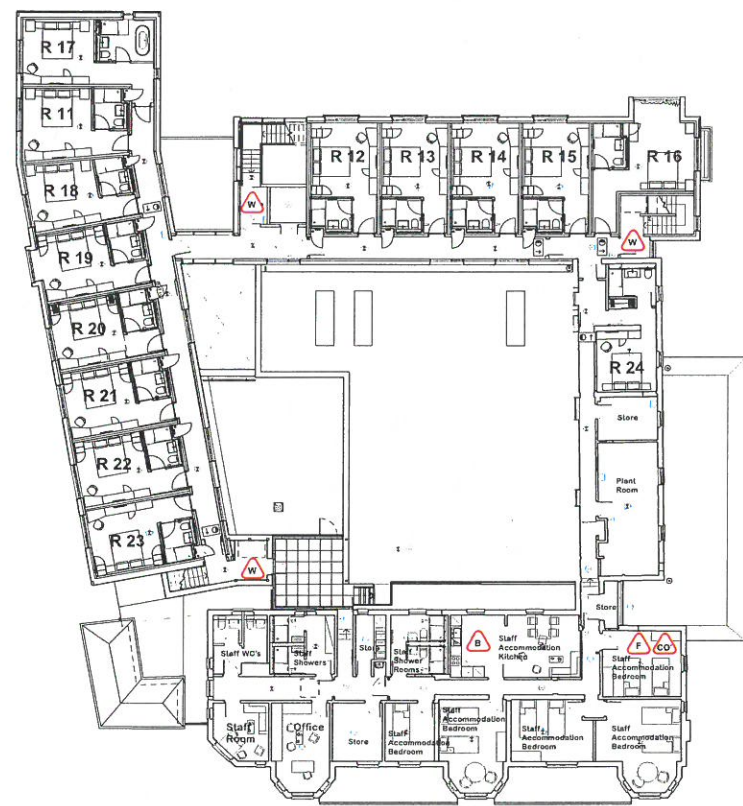 R 17
R 11
R 18
R 19
R 20
R 21
R 22
R 23
R 12
R 13
R 14
R 15
R 16
W
W
R 24
Store
Plant
Room
W
Store
Staff WC's
Staff
Showers
Store
Staff
Shower
Rooms
B
Staff
Accommodation
Kitchen
F
CO
Staff
Accommodation
Bedroom
Staff
Room
Office
Store
Staff
Accommodation
Bedroom
Staff
Accommodation
Bedroom
Staff
Accommodation
Bedroom
Staff
Accommodation
Bedroom